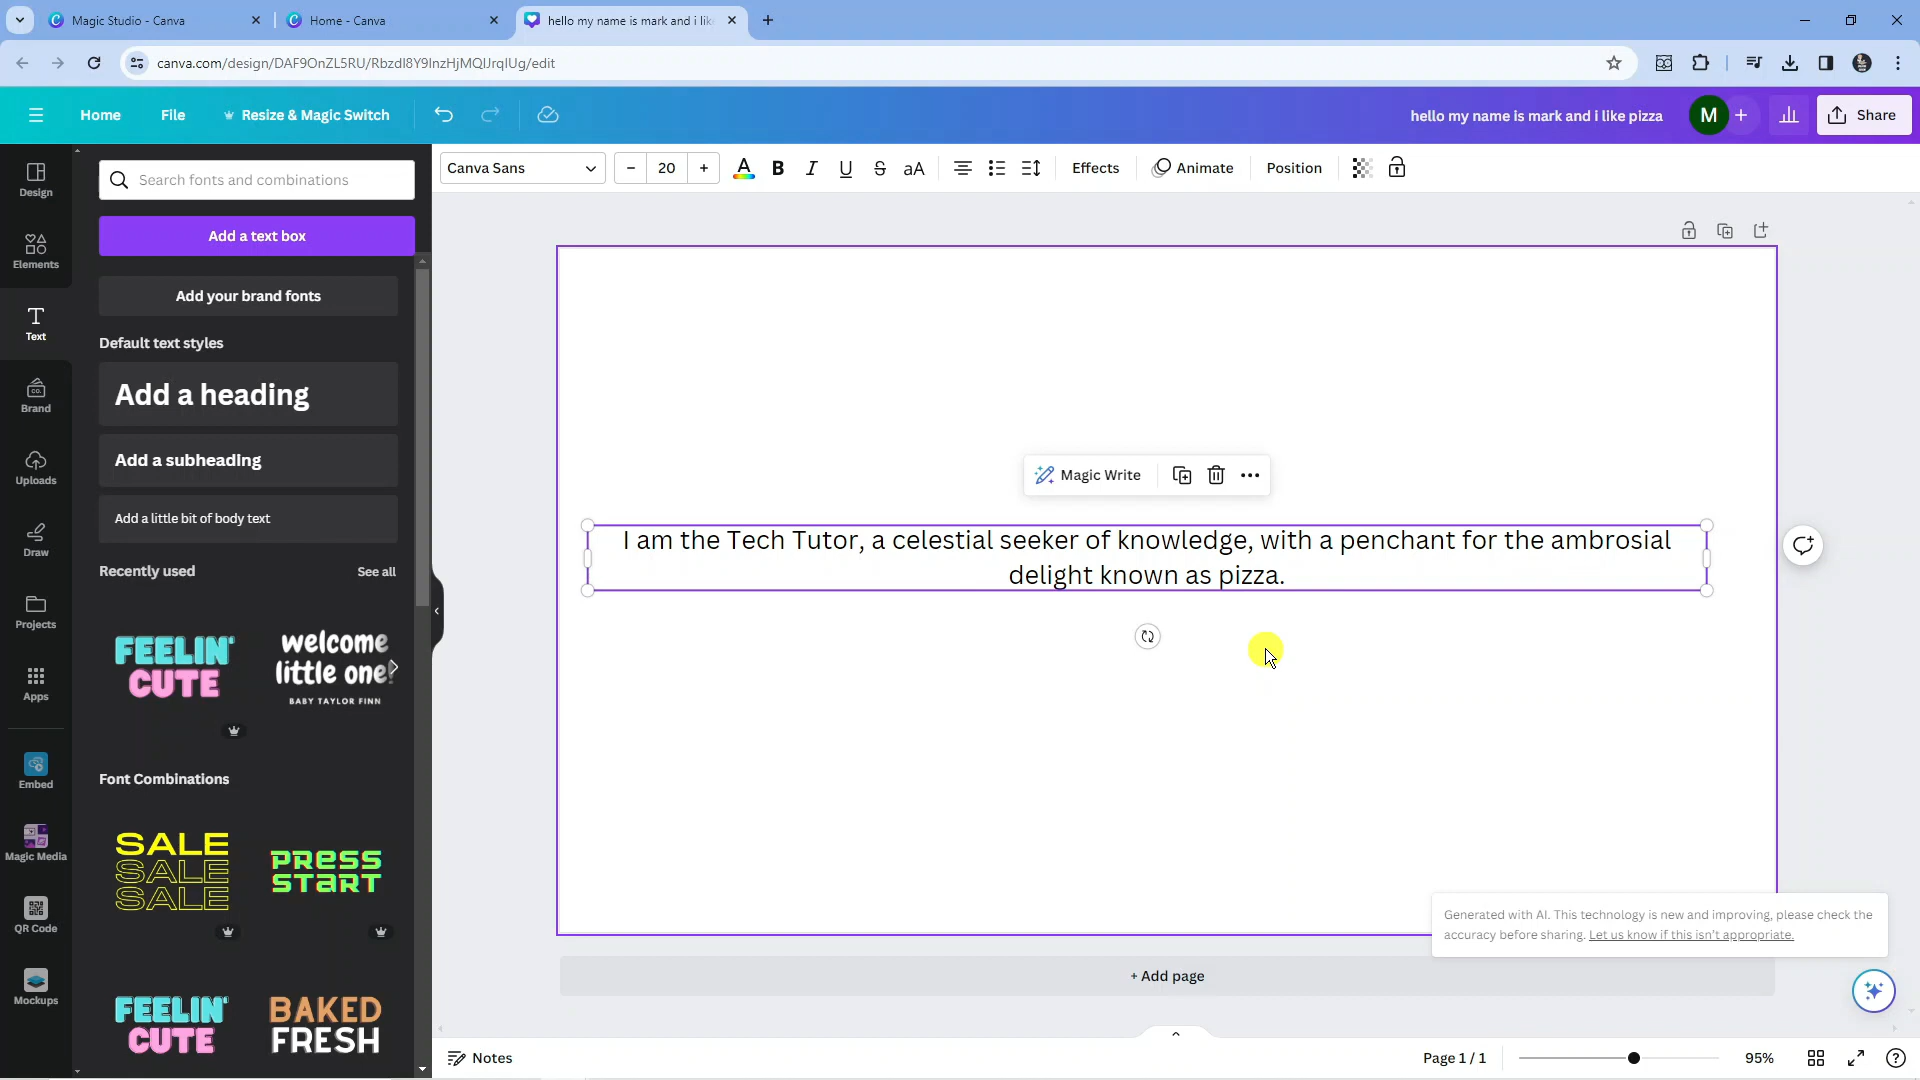 Magic Studio - Canva
Home - Canva
hello my name is mark and i lik
canva.com/design/DAF9OnZL5RU/RbzdI8Y9InzHjMQIJrqIUg/edit
Home
File
Resize & Magic Switch
hello my name is mark and i like pizza
M
Share
Design
Elements
Text
Brand
Uploads
Draw
Projects
Apps
Embed
Magic Media
QR Code
Mockups
Search fonts and combinations
Add a text box
Add your brand fonts
Default text styles
Add a heading
Add a subheading
Add a little bit of body text
Recently used
See all
FEELIN'
CUTE
welcome
little one!
BABY TAYLOR FINN
Font Combinations
SALE
SALE
SALE
PRESS
START
FEELIN'
CUTE
BAKED
FRESH
Canva Sans
20
B
I
U
S
aA
Effects
Animate
Position
Magic Write
I am the Tech Tutor, a celestial seeker of knowledge, with a penchant for the ambrosial
delight known as pizza.
Generated with AI. This technology is new and improving, please check the
accuracy before sharing. Let us know if this isn't appropriate.
+ Add page
Notes
Page 1 / 1
95%